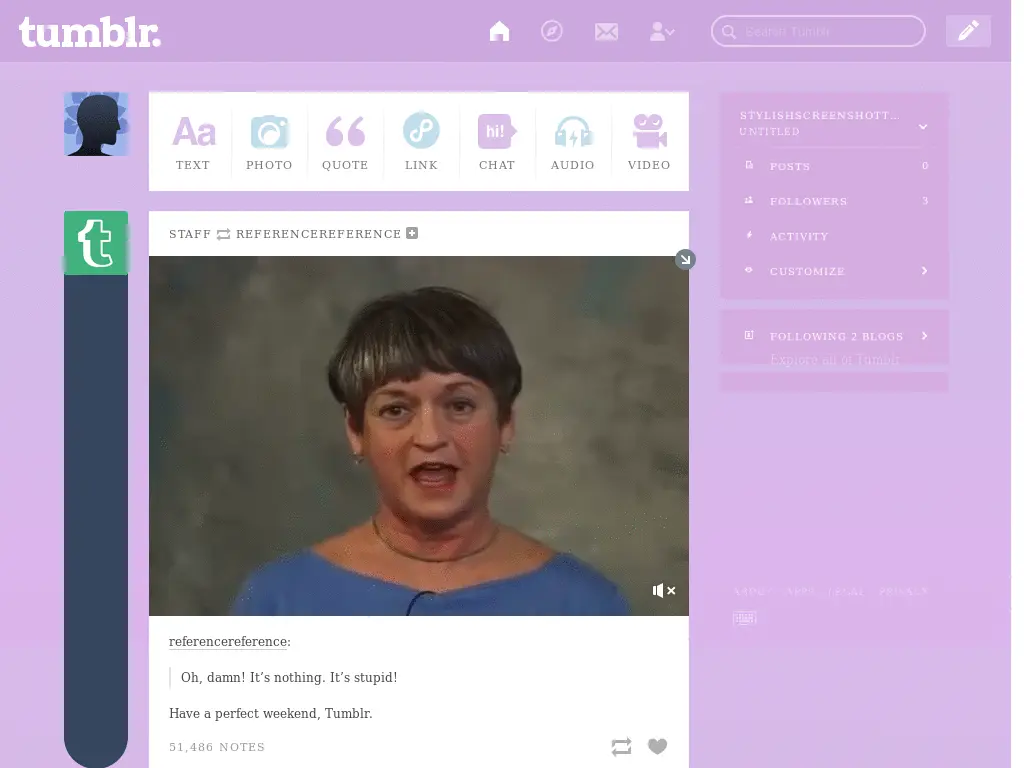 tumblr.
Search Tumblr
Aa
hi!
TEXT
PHOTO
QUOTE
LINK
CHAT
AUDIO
VIDEO
STYLISHSCREENSHOTT...
UNTITLED
POSTS 0
FOLLOWERS 3
ACTIVITY
CUSTOMIZE
FOLLOWING 2 BLOGS
Explore all of Tumblr
t
STAFF REFERENCEREFERENCE
referencereference:
Oh, damn! It’s nothing. It’s stupid!
Have a perfect weekend, Tumblr.
51,486 NOTES
ABOUT APPS LEGAL PRIVACY